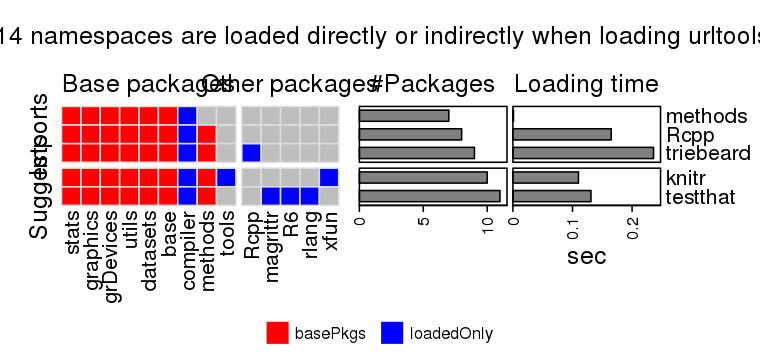 14 namespaces are loaded directly or indirectly when loading urltools
Base packages
Other packages
#Packages
Loading time
Imports
Suggests
methods
Rcpp
triebeard
knitr
testthat
stats
graphics
grDevices
utils
datasets
base
compiler
methods
tools
Rcpp
magrittr
R6
rlang
xfun
0 5 10
0 0.1 0.2
sec
basePkgs loadedOnly